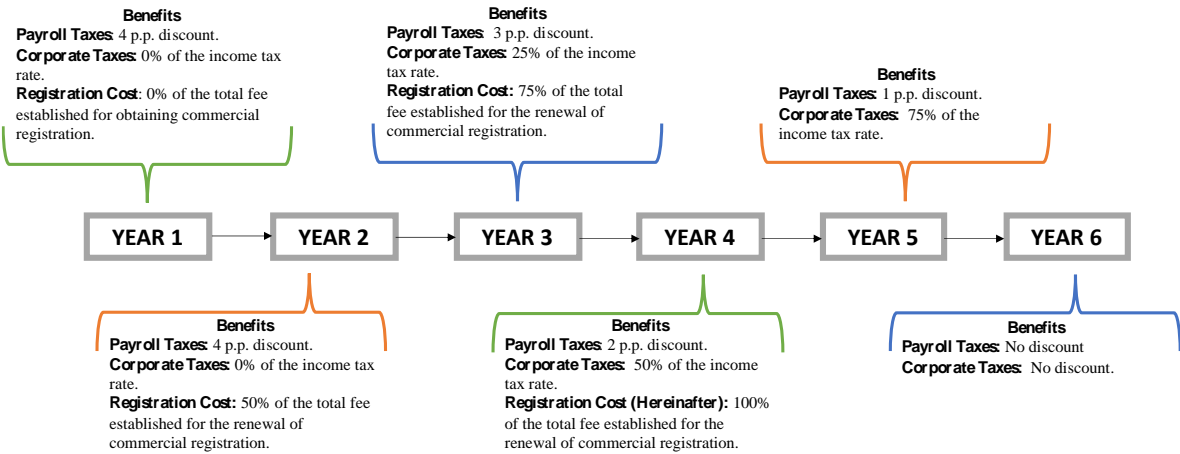 Benefits
Payroll Taxes: 4 p.p. discount.
Corporate Taxes: 0% of the income tax
rate.
Registration Cost: 0% of the total fee
established for obtaining commercial
registration.
Benefits
Payroll Taxes: 3 p.p. discount.
Corporate Taxes: 25% of the income
tax rate.
Registration Cost: 75% of the total
fee established for the renewal of
commercial registration.
Benefits
Payroll Taxes: 1 p.p. discount.
Corporate Taxes: 75% of the
income tax rate.
YEAR 1
YEAR 2
YEAR 3
YEAR 4
YEAR 5
YEAR 6
Benefits
Payroll Taxes: 4 p.p. discount.
Corporate Taxes: 0% of the income tax
rate.
Registration Cost: 50% of the total fee
established for the renewal of
commercial registration.
Benefits
Payroll Taxes: 2 p.p. discount.
Corporate Taxes: 50% of the income
tax rate.
Registration Cost (Hereinafter): 100%
of the total fee established for the
renewal of commercial registration.
Benefits
Payroll Taxes: No discount
Corporate Taxes: No discount.